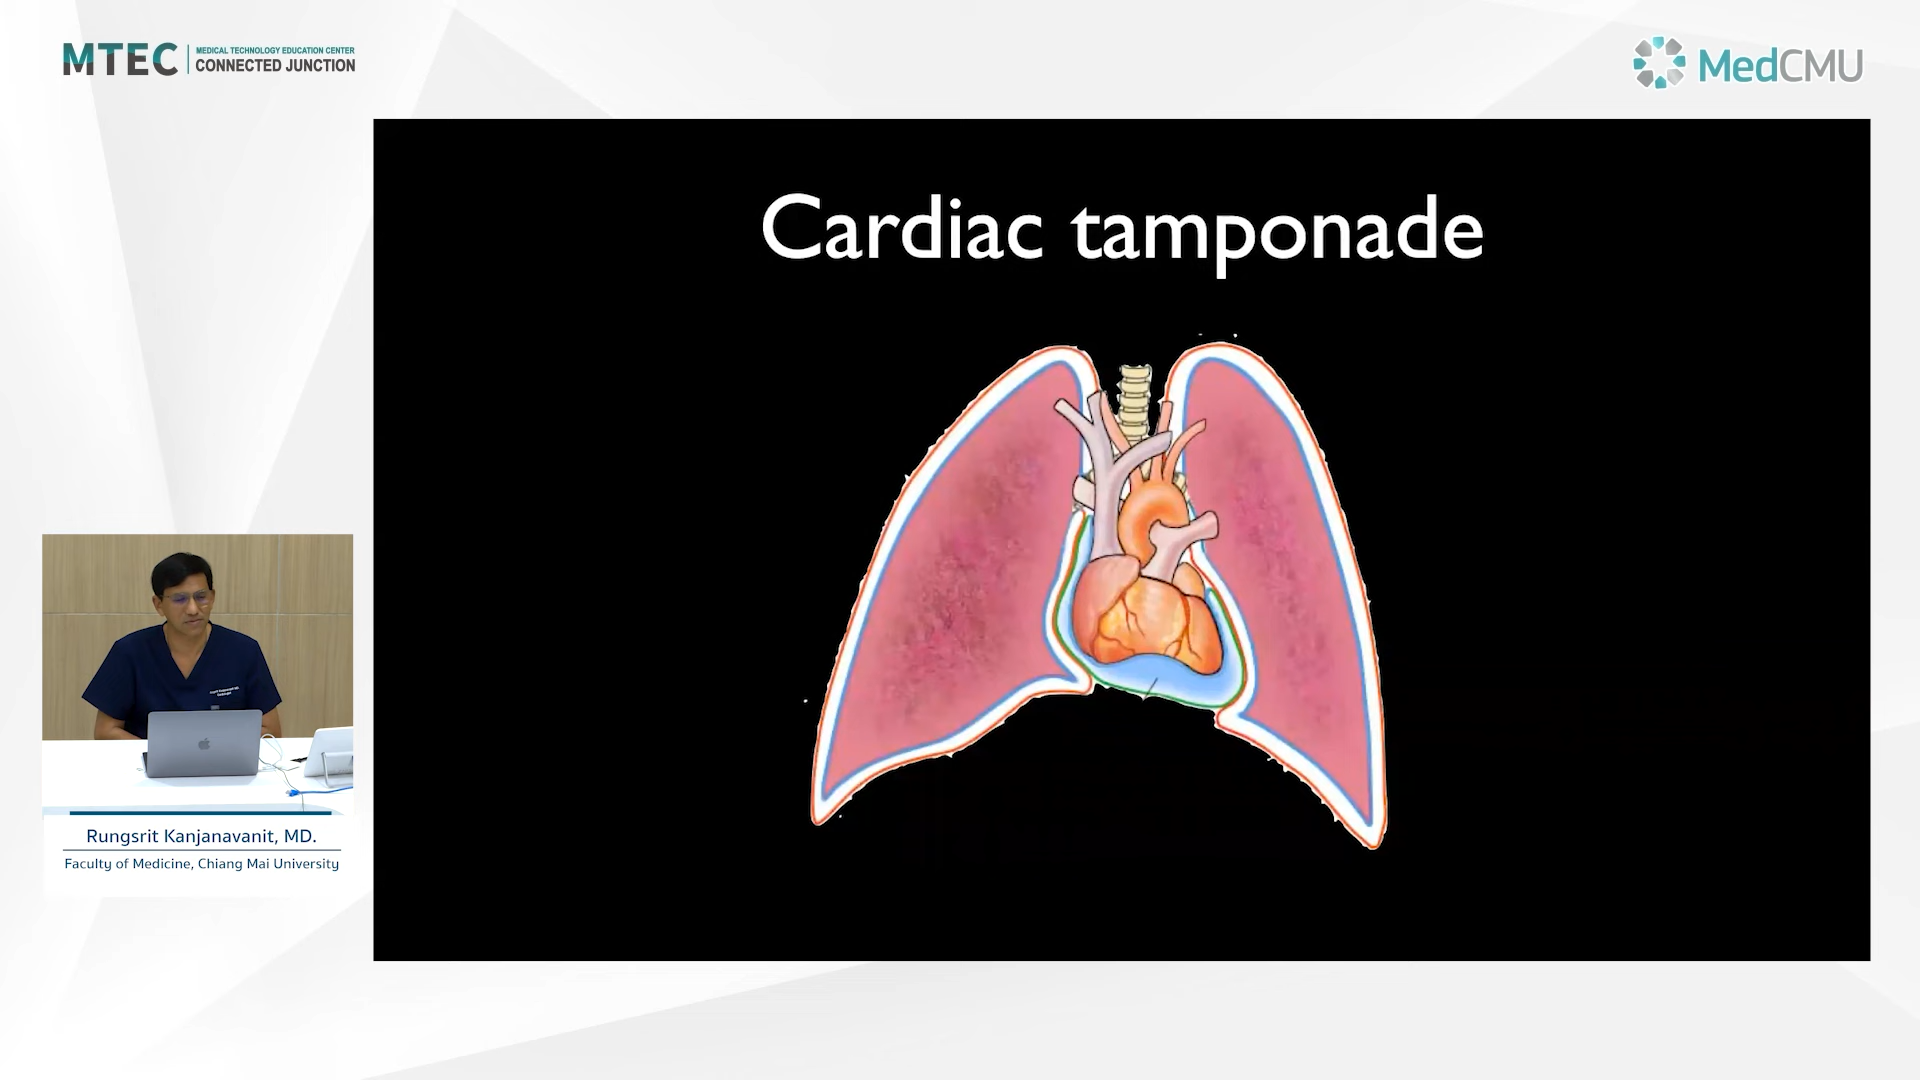 MTEC
MEDICAL TECHNOLOGY EDUCATION CENTER
CONNECTED JUNCTION
MedCMU
Cardiac tamponade
Rungsrit Kanjanavanit, MD.
Faculty of Medicine, Chiang Mai University